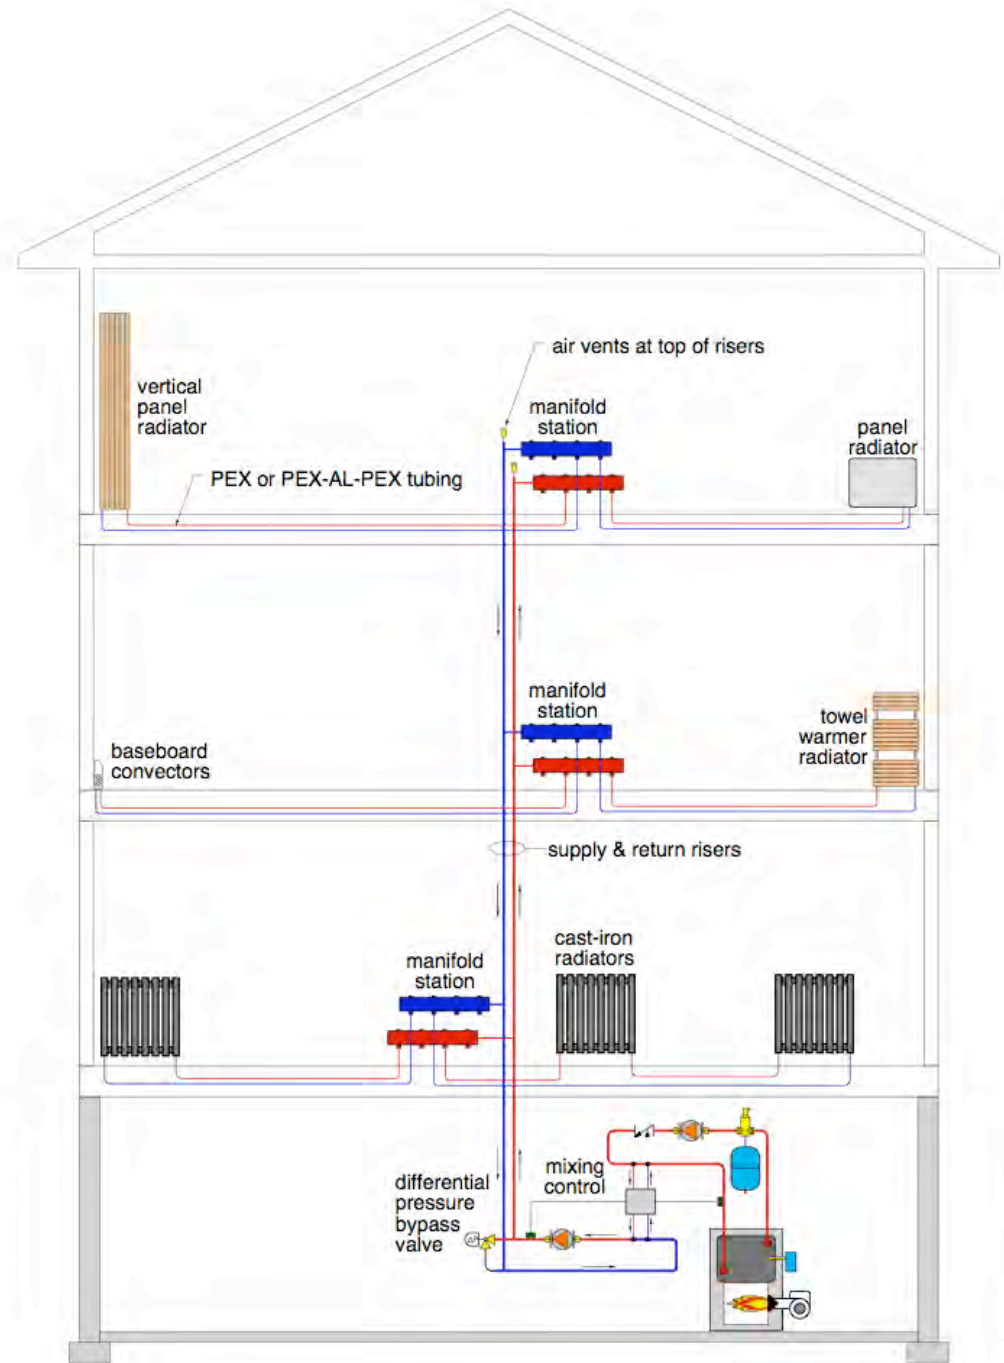 air vents at top of risers
vertical
panel
radiator
manifold
station
panel
radiator
PEX or PEX-AL-PEX tubing
manifold
station
towel
warmer
radiator
baseboard
convectors
supply & return risers
cast-iron
radiators
manifold
station
mixing
control
differential
pressure
bypass
valve
ΔP